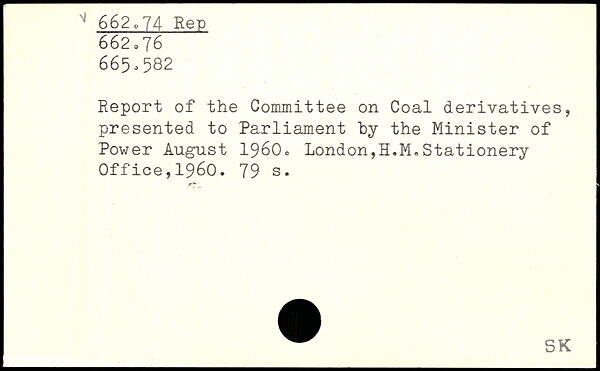 v 662.74 Rep
662.76
665.582
Report of the Committee on Coal derivatives,
presented to Parliament by the Minister of
Power August 1960. London,H.M.Stationery
Office,1960. 79 s.
SK